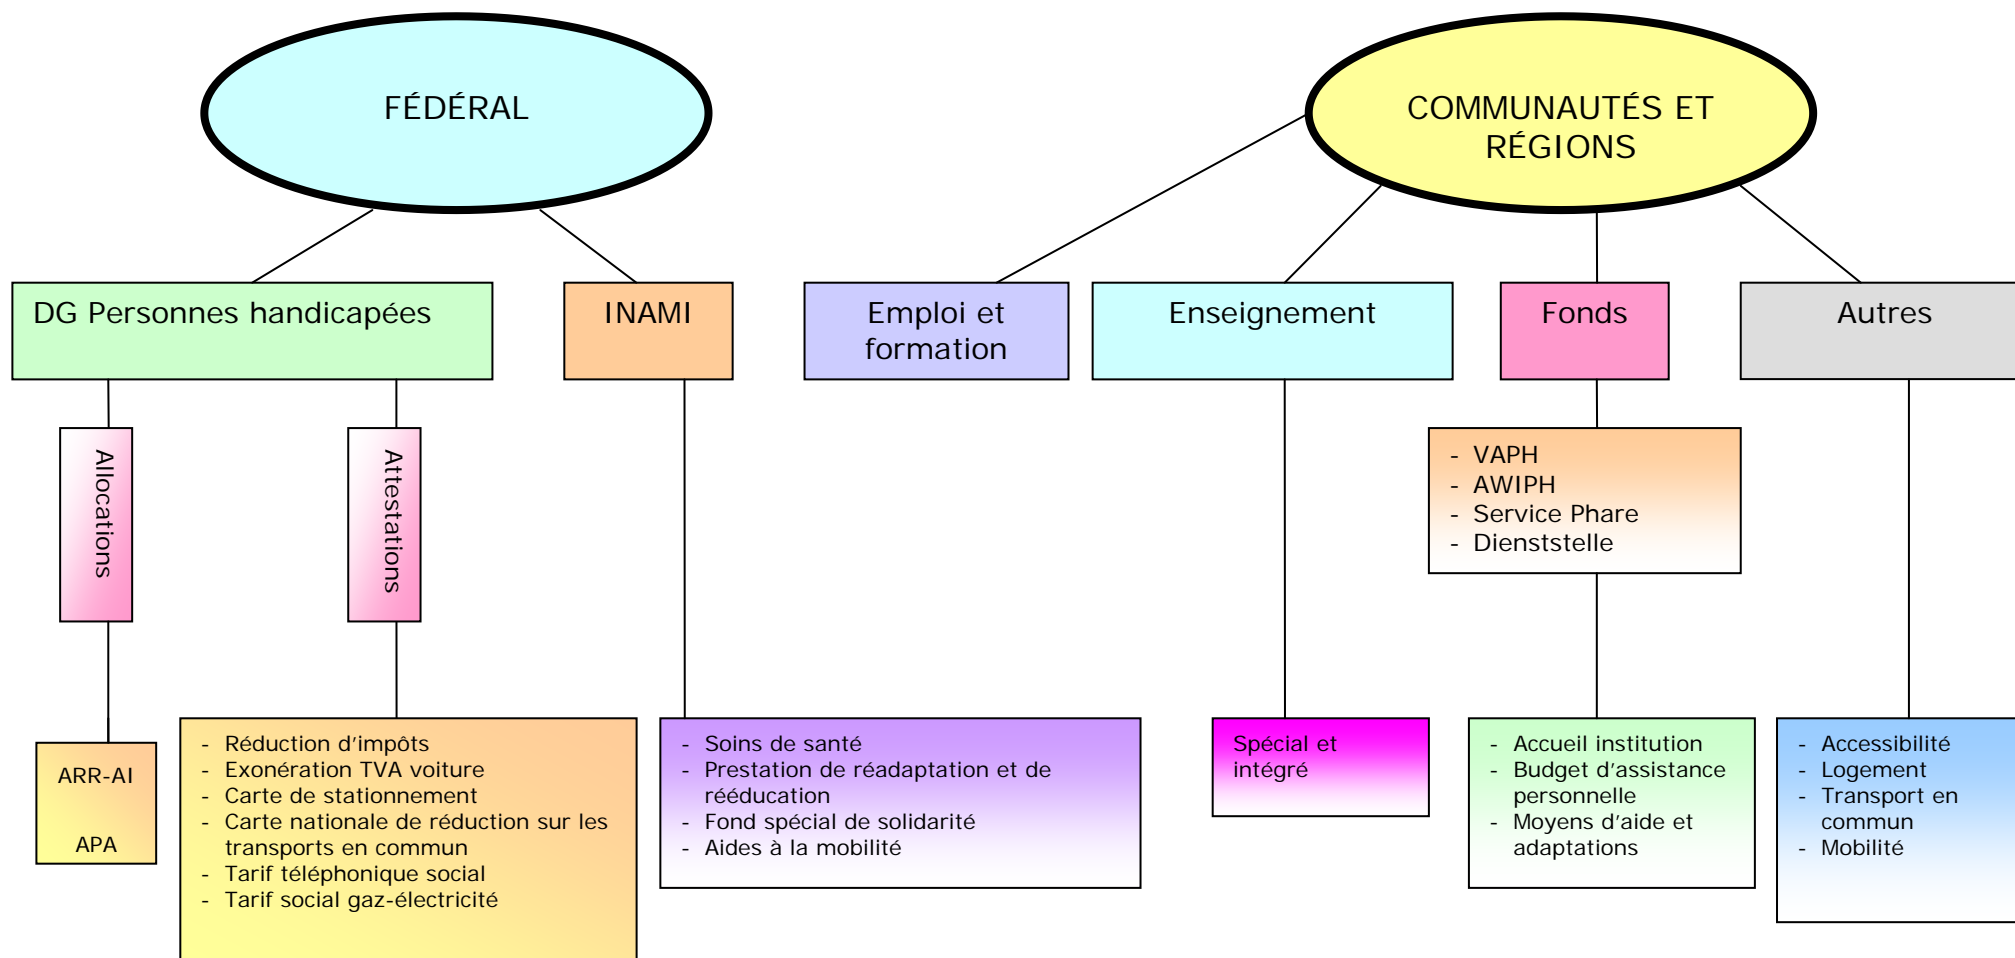 FÉDÉRAL
COMMUNAUTÉS ET
RÉGIONS
DG Personnes handicapées
INAMI
Emploi et
formation
Enseignement
Fonds
Autres
Allocations
Attestations
- VAPH
- AWIPH
- Service Phare
- Dienststelle
ARR-AI
APA
- Réduction d'impôts
- Exonération TVA voiture
- Carte de stationnement
- Carte nationale de réduction sur les
transports en commun
- Tarif téléphonique social
- Tarif social gaz-électricité
- Soins de santé
- Prestation de réadaptation et de
rééducation
- Fond spécial de solidarité
- Aides à la mobilité
Spécial et
intégré
- Accueil institution
- Budget d'assistance
personnelle
- Moyens d'aide et
adaptations
- Accessibilité
- Logement
- Transport en
commun
- Mobilité